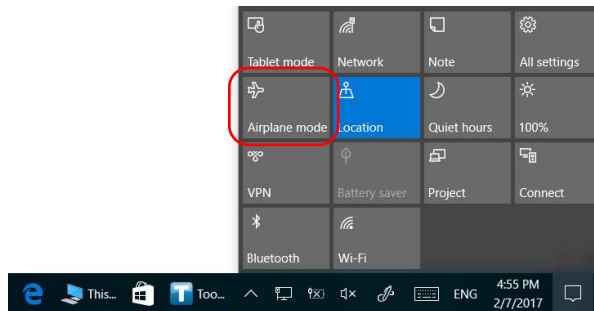 Tablet mode Network Note All settings
Airplane mode Location Quiet hours 100%
VPN Battery saver Project Connect
Bluetooth Wi-Fi
This... Too... ENG 4:55 PM
2/7/2017